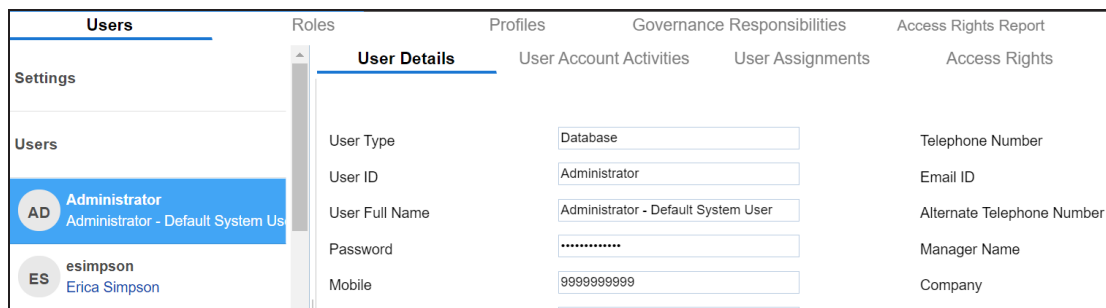 Users Roles Profiles Governance Responsibilities Access Rights Report
User Details User Account Activities User Assignments Access Rights
Settings
Users
AD Administrator
Administrator - Default System Us
ES esimpson
Erica Simpson
User Type Database Telephone Number
User ID Administrator Email ID
User Full Name Administrator - Default System User Alternate Telephone Number
Password ••••••••••••• Manager Name
Mobile 9999999999 Company